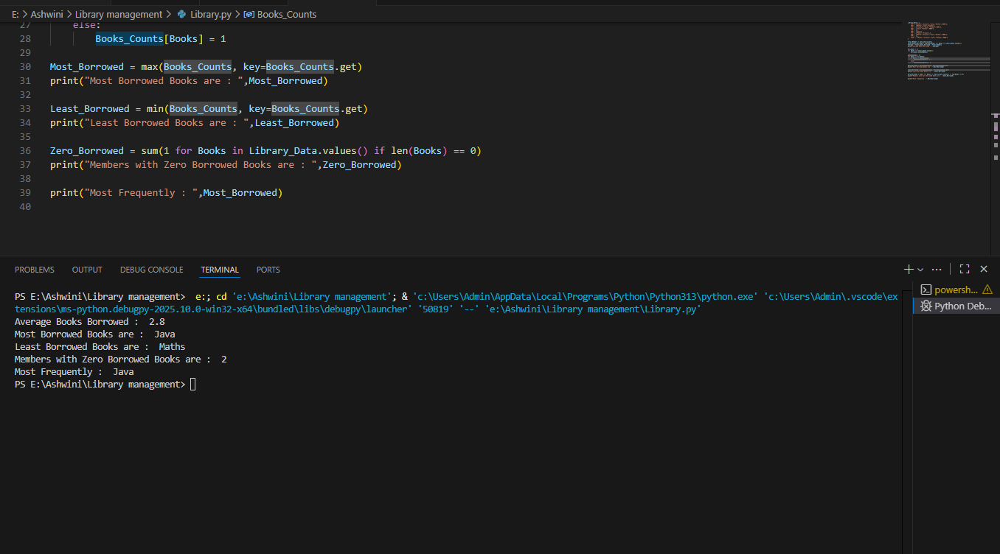 E: > Ashwini > Library management > Library.py > Books_Counts
27 else:
28 Books_Counts[Books] = 1
29
30 Most_Borrowed = max(Books_Counts, key=Books_Counts.get)
31 print("Most Borrowed Books are : ",Most_Borrowed)
32
33 Least_Borrowed = min(Books_Counts, key=Books_Counts.get)
34 print("Least Borrowed Books are : ",Least_Borrowed)
35
36 Zero_Borrowed = sum(1 for Books in Library_Data.values() if len(Books) == 0)
37 print("Members with Zero Borrowed Books are : ",Zero_Borrowed)
38
39 print("Most Frequently : ",Most_Borrowed)
40
PROBLEMS OUTPUT DEBUG CONSOLE TERMINAL PORTS
powersh...
Python Deb...
PS E:\Ashwini\Library management> e:; cd 'e:\Ashwini\Library management'; & 'c:\Users\Admin\AppData\Local\Programs\Python\Python313\python.exe' 'c:\Users\Admin\.vscode\ex
tensions\ms-python.debugpy-2025.10.0-win32-x64\bundled\libs\debugpy\launcher' '50819' '--' 'e:\Ashwini\Library management\Library.py'
Average Books Borrowed :  2.8
Most Borrowed Books are :  Java
Least Borrowed Books are :  Maths
Members with Zero Borrowed Books are :  2
Most Frequently :  Java
PS E:\Ashwini\Library management>